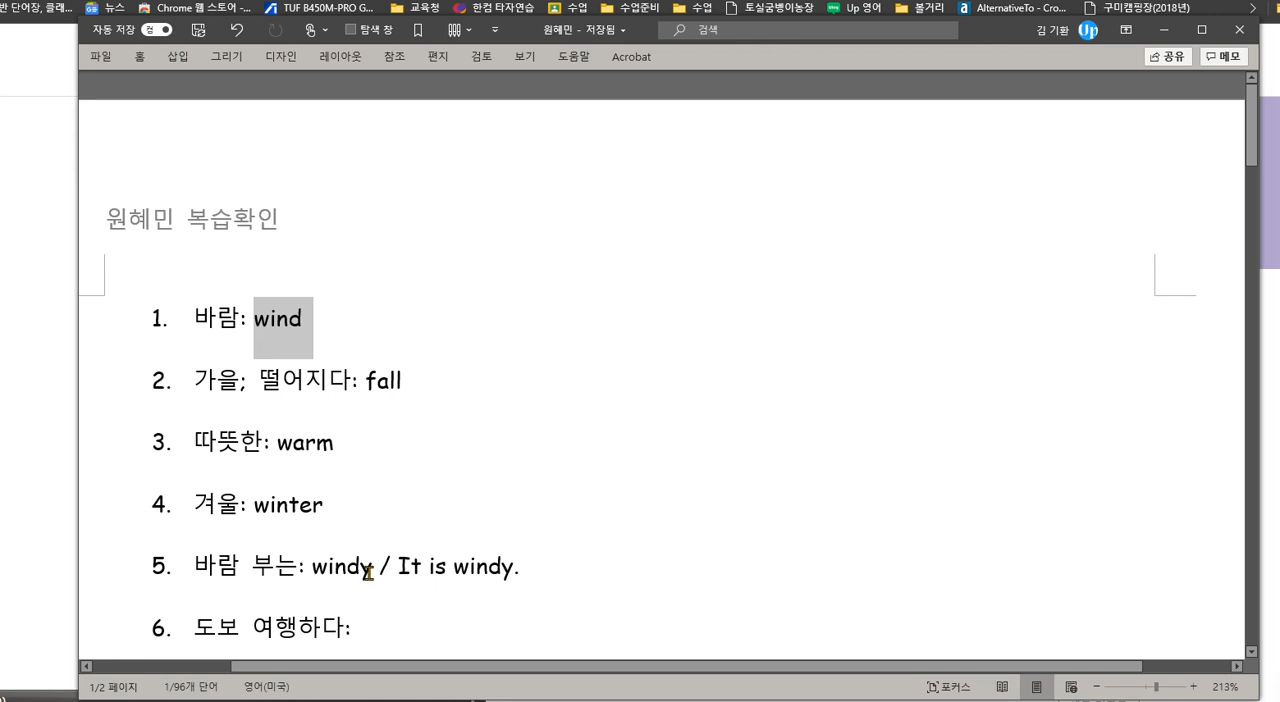 반 단어장, 클래... 뉴스 Chrome 웹 스토어 -... TUF B450M-PRO G... 교육청 한컴 타자연습 수업 수업준비 수업 토실굼벵이농장 Up 영어 볼거리 AlternativeTo - Cro... 구미캠핑장(2018년)
자동 저장 켬 탐색 창 원혜민 - 저장됨 검색 김 기환 Up
파일 홈 삽입 그리기 디자인 레이아웃 참조 편지 검토 보기 도움말 Acrobat 공유 메모
원혜민 복습확인
1. 바람: wind
2. 가을; 떨어지다: fall
3. 따뜻한: warm
4. 겨울: winter
5. 바람 부는: windy / It is windy.
6. 도보 여행하다:
1/2 페이지 1/96개 단어 영어(미국) 포커스 213%